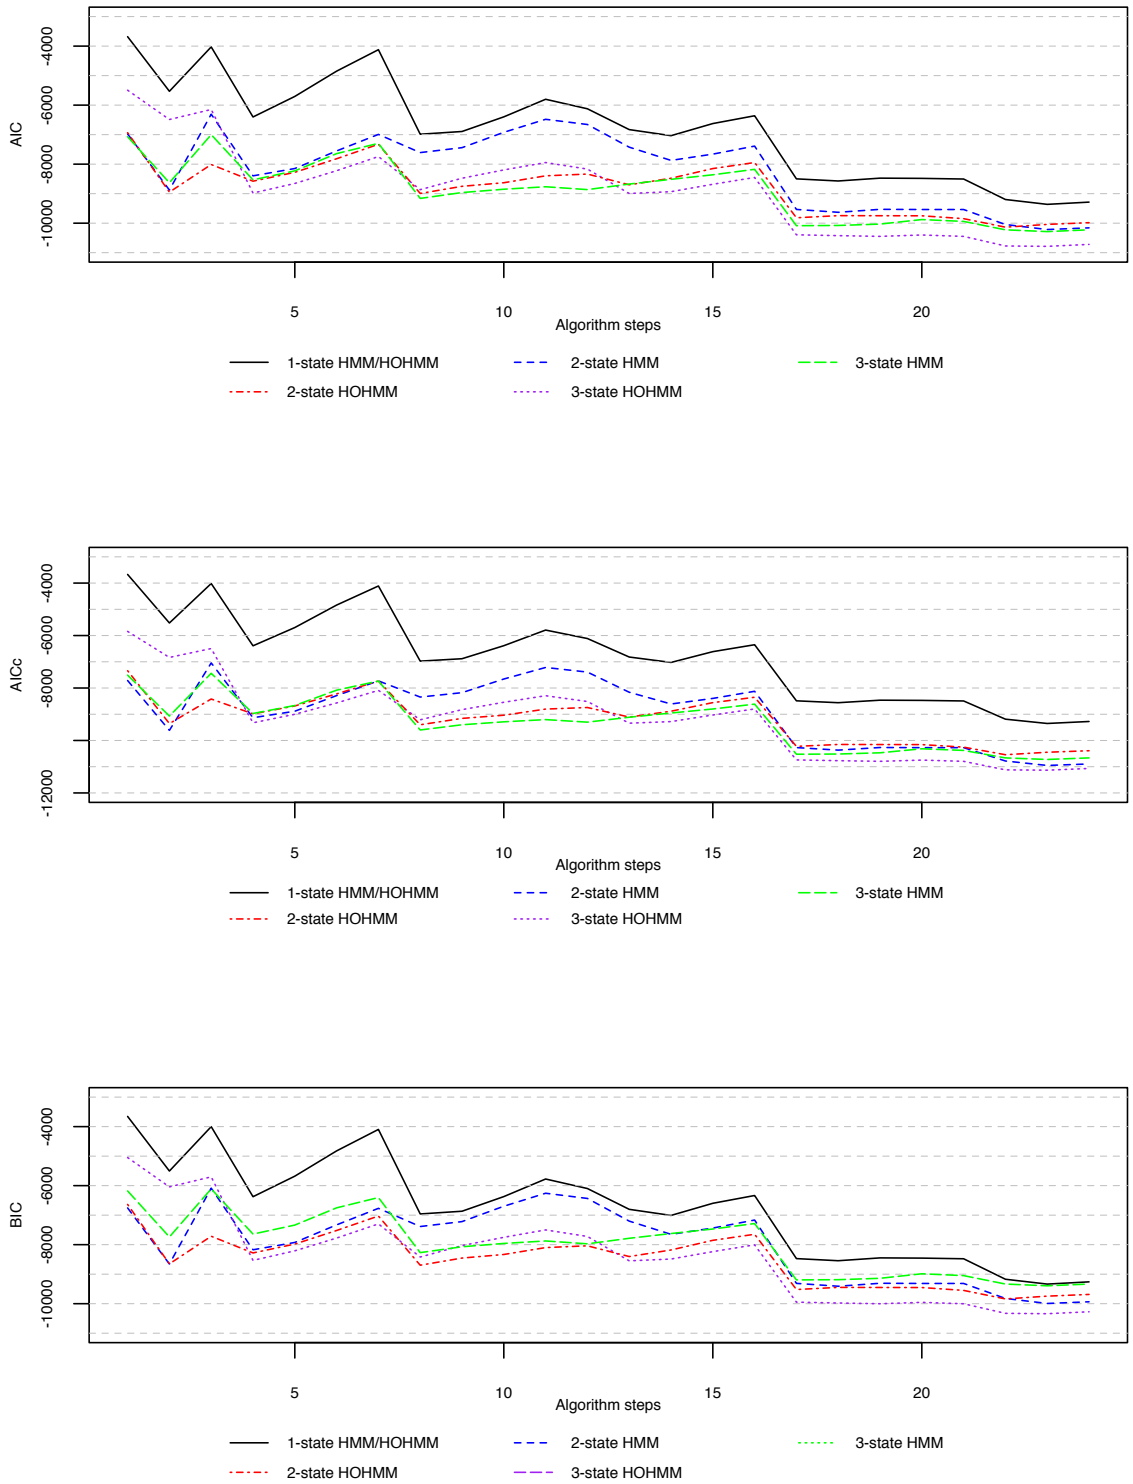 -4000
-6000
-8000
-10000
AIC
5
10
15
20
Algorithm steps
1-state HMM/HOHMM
2-state HMM
3-state HMM
2-state HOHMM
3-state HOHMM
-4000
-6000
-8000
-12000
AICc
5
10
15
20
Algorithm steps
1-state HMM/HOHMM
2-state HMM
3-state HMM
2-state HOHMM
3-state HOHMM
-4000
-6000
-8000
-10000
BIC
5
10
15
20
Algorithm steps
1-state HMM/HOHMM
2-state HMM
3-state HMM
2-state HOHMM
3-state HOHMM